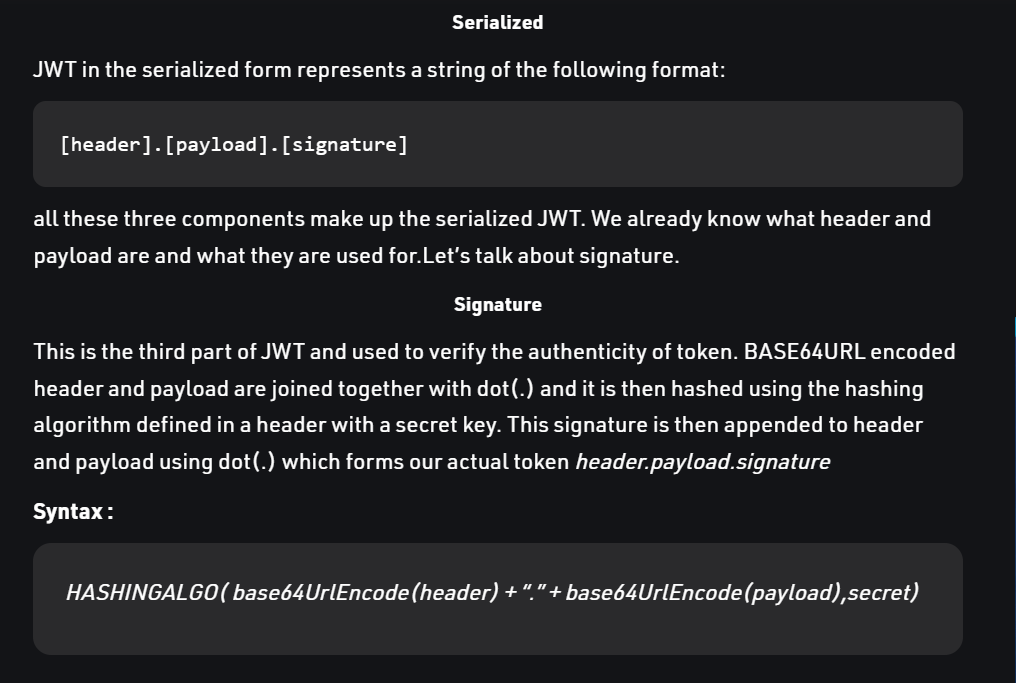 Serialized
JWT in the serialized form represents a string of the following format:
[header].[payload].[signature]
all these three components make up the serialized JWT. We already know what header and
payload are and what they are used for.Let’s talk about signature.
Signature
This is the third part of JWT and used to verify the authenticity of token. BASE64URL encoded
header and payload are joined together with dot(.) and it is then hashed using the hashing
algorithm defined in a header with a secret key. This signature is then appended to header
and payload using dot(.) which forms our actual token header.payload.signature
Syntax :
HASHINGALGO( base64UrlEncode(header) + “.” + base64UrlEncode(payload),secret)